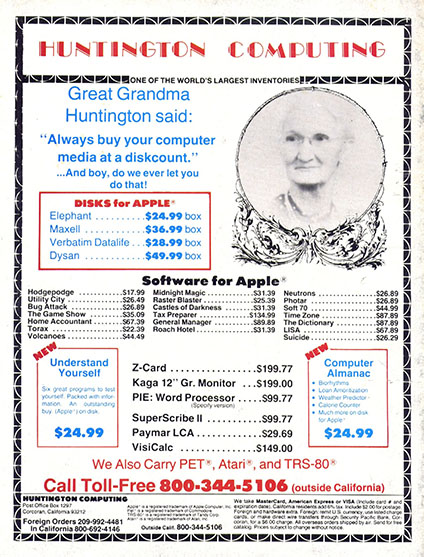 HUNTINGTON COMPUTING
ONE OF THE WORLD'S LARGEST INVENTORIES
Great Grandma
Huntington said:
"Always buy your computer
media at a diskcount."
...And boy, do we ever let you
do that!
DISKS for APPLE®
Elephant ..........$24.99 box
Maxell ............$36.99 box
Verbatim Datalife ..$28.99 box
Dysan ............$49.99 box
Software for Apple®
Hodgepodge ............$17.99
Utility City ............$26.49
Bug Attack ............$26.89
The Game Show .......$35.09
Home Accountant ......$67.39
Torax ................$22.39
Volcanoes ............$44.49
Midnight Magic ........$31.39
Raster Blaster ........$25.39
Castles of Darkness ....$31.39
Tax Preparer ........$134.99
General Manager ......$89.89
Roach Hotel ..........$31.39
Neutrons ............$26.89
Photar ..............$26.89
Soft 70 ..............$44.99
Time Zone ..........$87.89
The Dictionary ......$87.89
LISA ................$67.89
Suicide ..............$26.29
NEW
Understand
Yourself
Six great programs to test
yourself. Packed with infor-
mation. An outstanding
buy. (Apple®) on disk.
$24.99
Z-Card ............$199.77
Kaga 12" Gr. Monitor ...$199.00
PIE: Word Processor ....$99.77
(Specify version)
SuperScribe II ........$99.77
Paymar LCA ..........$29.69
VisiCalc ............$149.00
NEW
Computer
Almanac
• Biorhythms
• Loan Amortization
• Weather Predictor
• Calorie Counter
• Much more on disk
for Apple®
$24.99
We Also Carry PET®, Atari®, and TRS-80®
Call Toll-Free 800-344-5106 (outside California)
HUNTINGTON COMPUTING
Post Office Box 1297
Corcoran, California 93212
Foreign Orders 209-992-4481
In California 800-692-4146
Apple® is a registered trademark of Apple Computer, Inc.
Pet® is a registered trademark of Commodore
TRS-80® is a registered trademark of Tandy Corp.
Atari® is a registered trademark of Atari, Inc.
Outside Calif. 800-344-5106
We take MasterCard, American Express or VISA (Include card # and
expiration date). California residents add 6% tax. Include $2.00 for postage.
Foreign and hardware extra. Foreign: remit U.S. currency, use listed charge
cards, or make direct wire transfers through Security Pacific Bank, Cor-
coran, for a $6.00 charge. All overseas orders shipped by air. Send for free
catalog. Prices subject to change without notice.